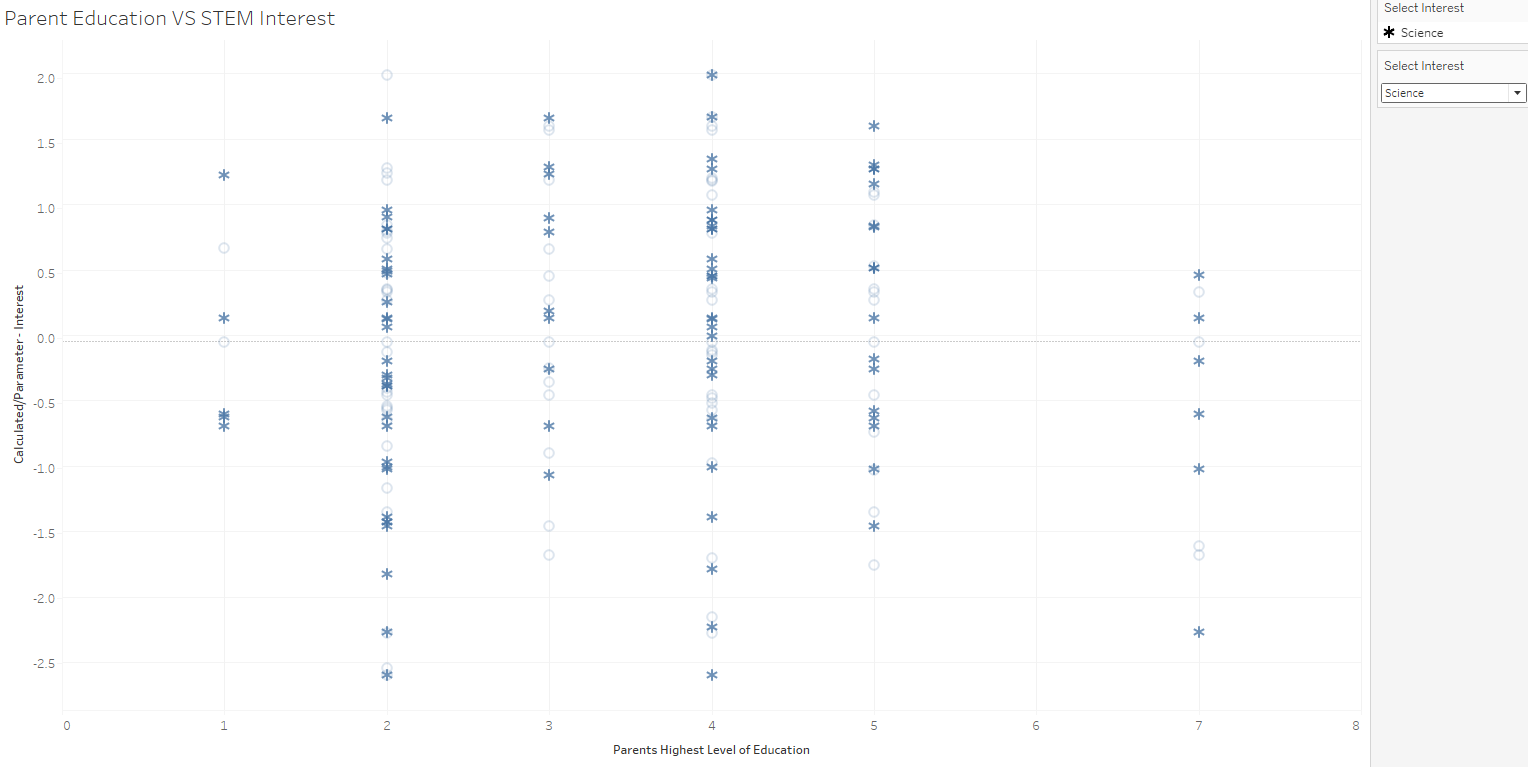 Parent Education VS STEM Interest
Select Interest
Science
Select Interest
Science
Calculated/Parameter - Interest
2.0
1.5
1.0
0.5
0.0
-0.5
-1.0
-1.5
-2.0
-2.5
0 1 2 3 4 5 6 7 8
Parents Highest Level of Education